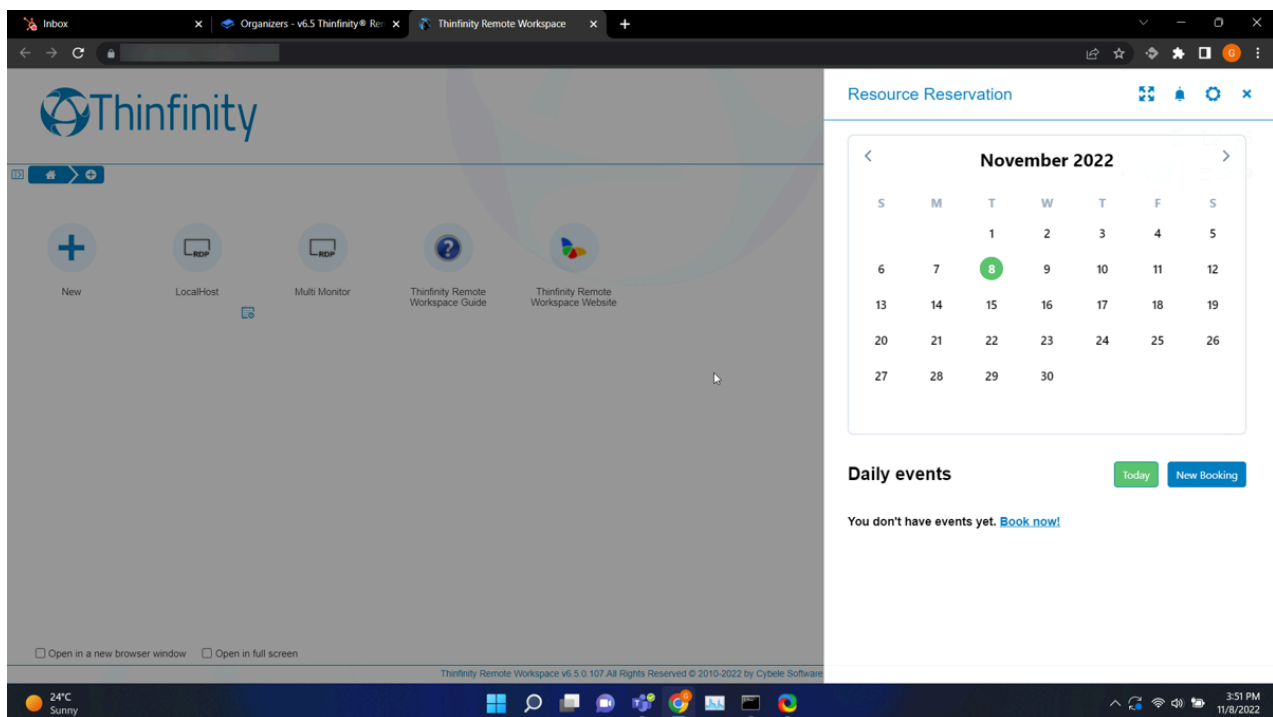 Inbox
Organizers - v6.5 Thinfinity® Re
Thinfinity Remote Workspace
G
Thinfinity
Resource Reservation
November 2022
S M T W T F S
1 2 3 4 5
6 7 8 9 10 11 12
13 14 15 16 17 18 19
20 21 22 23 24 25 26
27 28 29 30
RDP
RDP
New
LocalHost
Multi Monitor
Thinfinity Remote
Workspace Guide
Thinfinity Remote
Workspace Website
Daily events
Today
New Booking
You don't have events yet. Book now!
Open in a new browser window
Open in full screen
Thinfinity Remote Workspace v6.5.0.107.All Rights Reserved © 2010-2022 by Cybele Software
24°C
Sunny
3:51 PM
11/8/2022